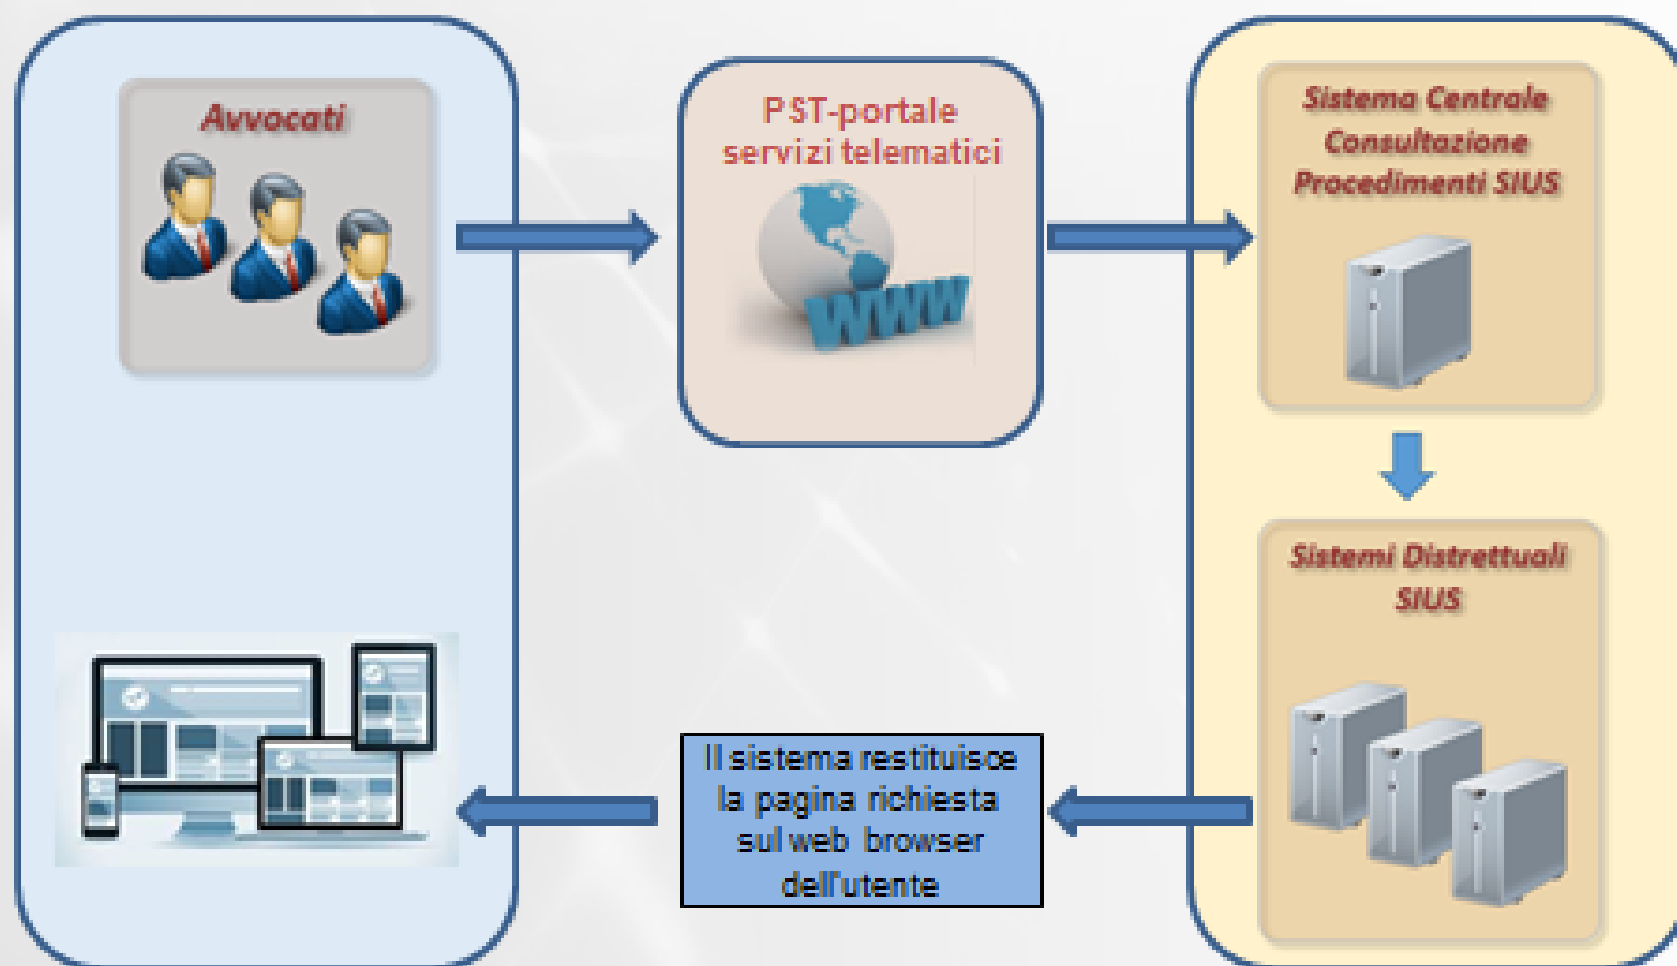 Avvocati
PST-portale
servizi telematici
WWW
Sistema Centrale
Consultazione
Procedimenti SIUS
Sistemi Distrettuali
SIUS
Il sistema restituisce
la pagina richiesta
sul web browser
dell'utente